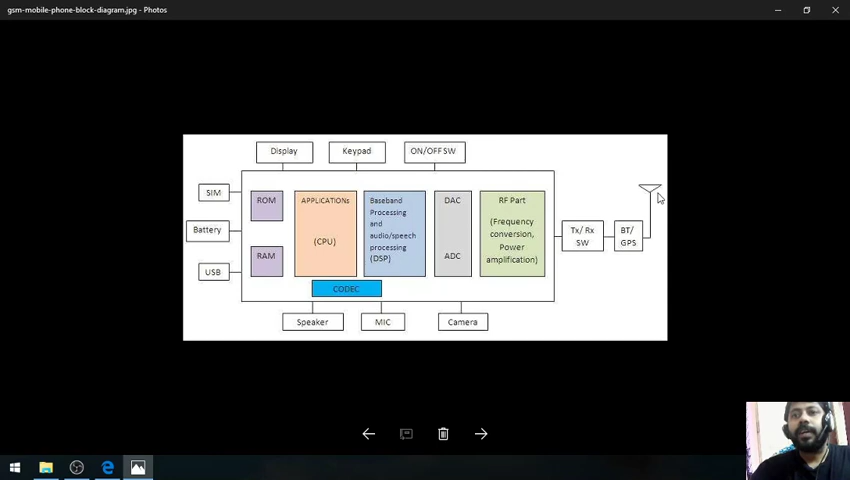 gsm-mobile-phone-block-diagram.jpg - Photos
Display
Keypad
ON/OFF SW
SIM
Battery
USB
ROM
RAM
APPLICATIONs
(CPU)
Baseband
Processing
and
audio/speech
processing
(DSP)
DAC
ADC
RF Part
(Frequency
conversion,
Power
amplification)
Tx/ Rx
SW
BT/
GPS
CODEC
Speaker
MIC
Camera